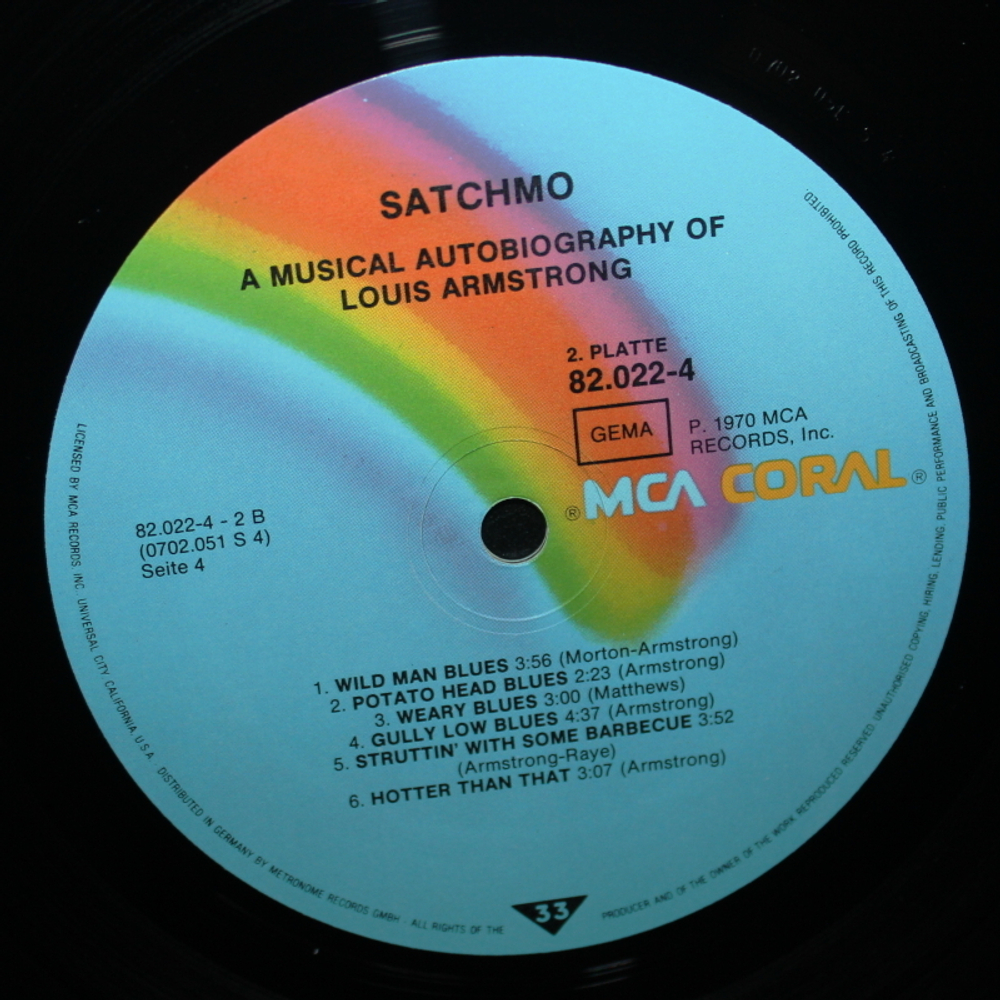 SATCHMO
A MUSICAL AUTOBIOGRAPHY OF
LOUIS ARMSTRONG
2. PLATTE
82.022-4
GEMA
P. 1970 MCA
RECORDS, Inc.
® MCA CORAL ®
82.022-4 - 2 B
(0702.051 S 4)
Seite 4
1. WILD MAN BLUES 3:56 (Morton-Armstrong)
2. POTATO HEAD BLUES 2:23 (Armstrong)
3. WEARY BLUES 3:00 (Matthews)
4. GULLY LOW BLUES 4:37 (Armstrong)
5. STRUTTIN' WITH SOME BARBECUE 3:52
(Armstrong-Raye)
6. HOTTER THAN THAT 3:07 (Armstrong)
33
LICENSED BY MCA RECORDS, INC. UNIVERSAL CITY, CALIFORNIA, U.S.A. DISTRIBUTED IN GERMANY BY METRONOME RECORDS GMBH · ALL RIGHTS OF THE
PRODUCER AND OF THE OWNER OF THE WORK REPRODUCED RESERVED. UNAUTHORISED COPYING, HIRING, LENDING, PUBLIC PERFORMANCE AND BROADCASTING OF THIS RECORD PROHIBITED.